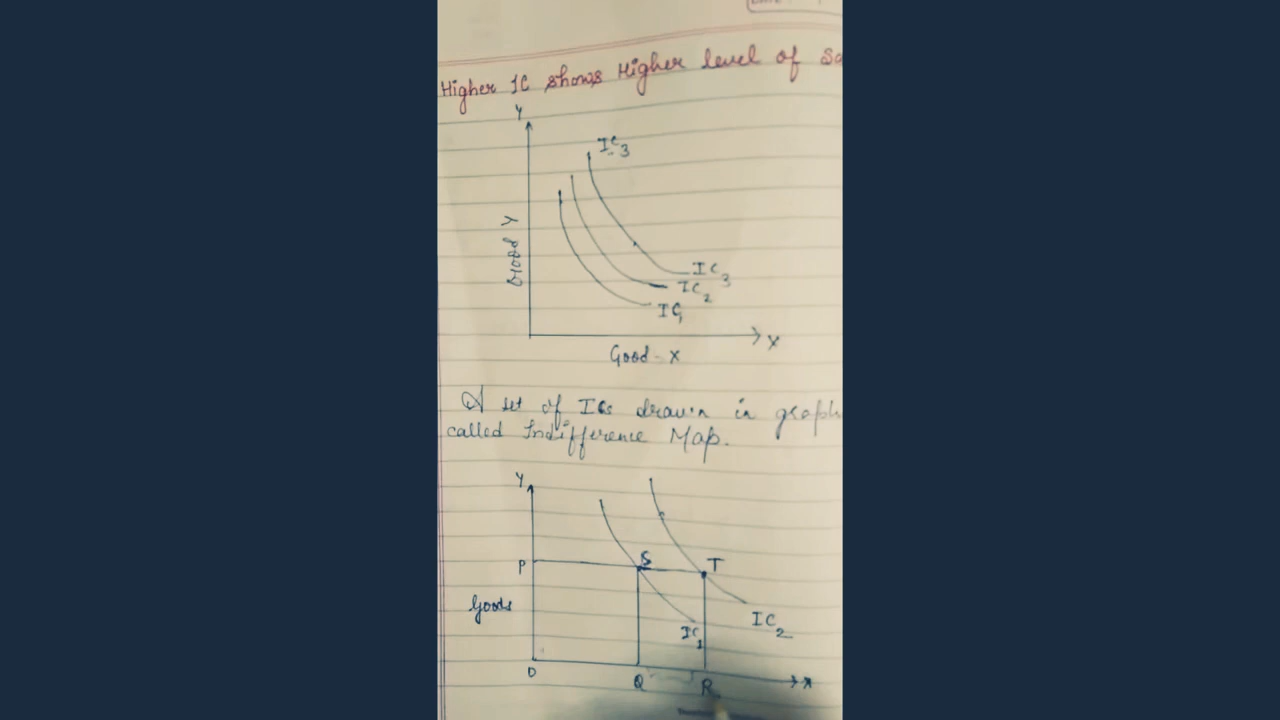 Higher IC shows Higher level of
Y
IC3
Good Y
IC3
IC2
IC1
X
Good - X
A set of ICs drawn in graph
called Indifference Map.
Y
S
T
P
Goods
IC2
IC1
O
Q
R
X